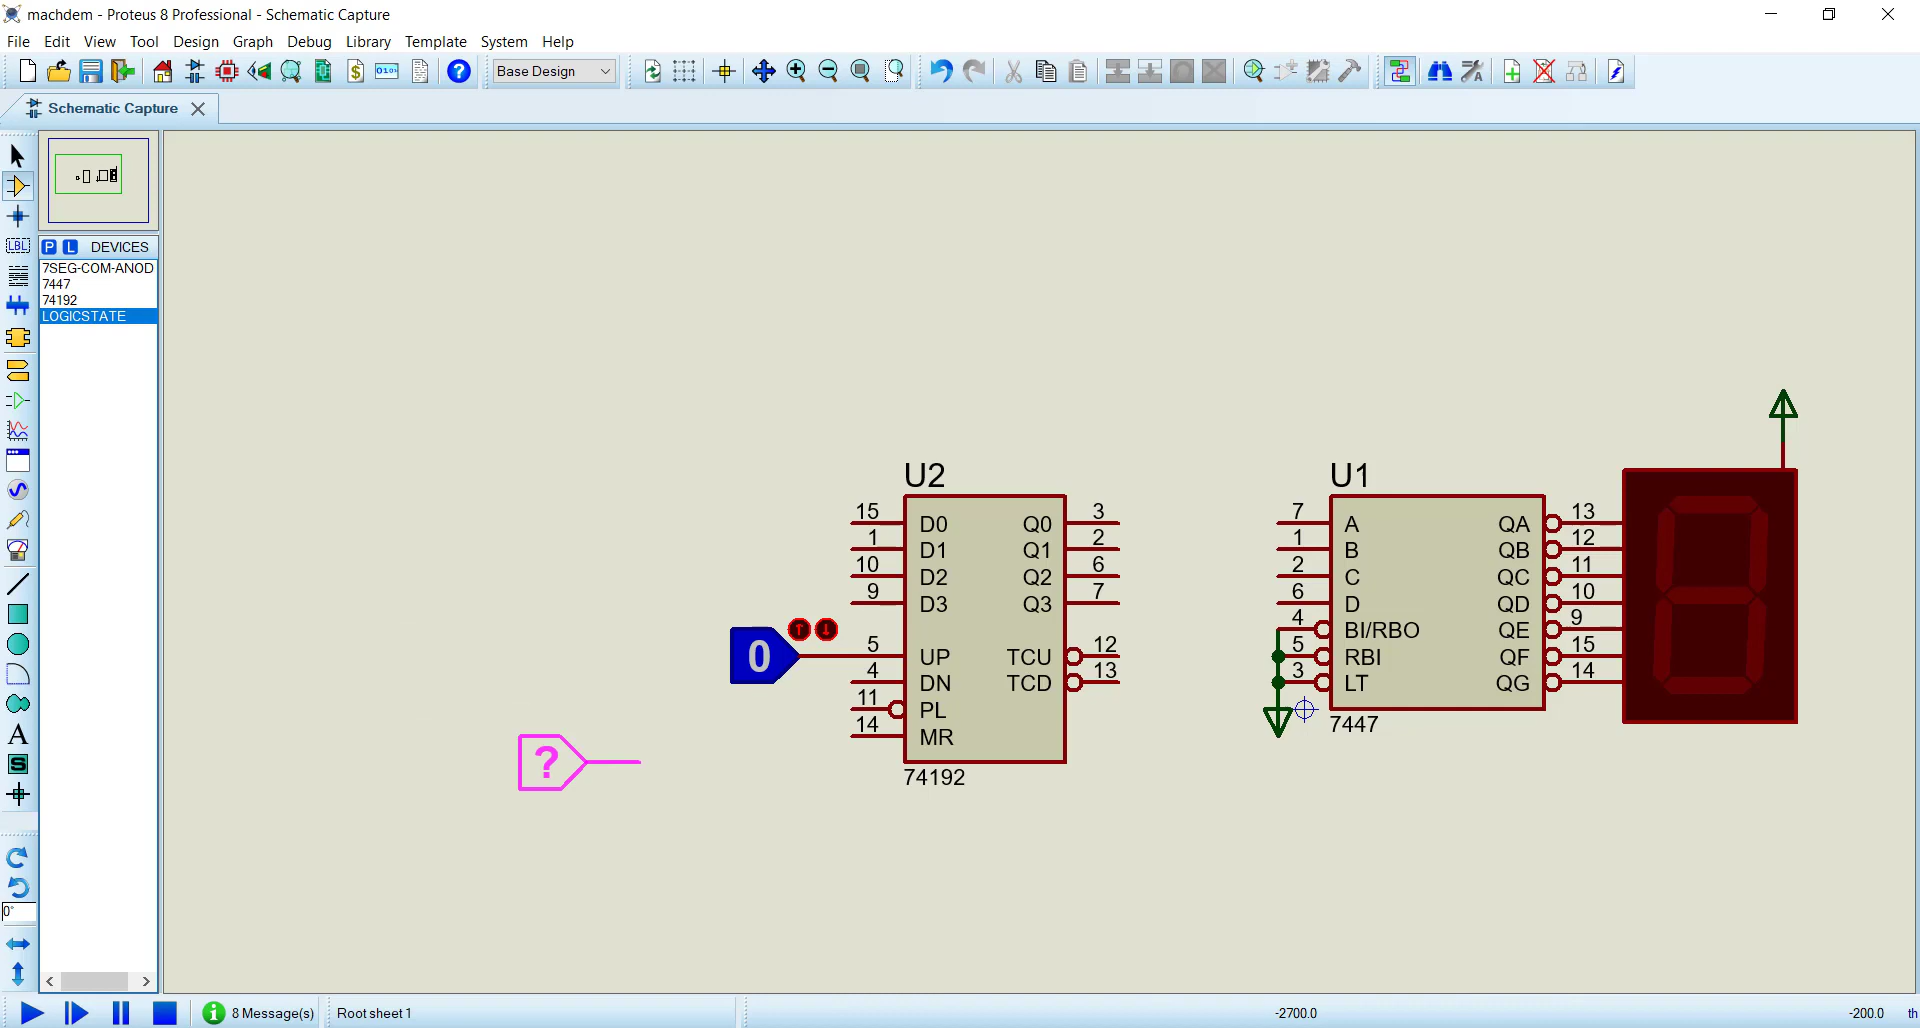 machdem - Proteus 8 Professional - Schematic Capture
File Edit View Tool Design Graph Debug Library Template System Help
Base Design
Schematic Capture
P L DEVICES
7SEG-COM-ANOD
7447
74192
LOGICSTATE
LBL
A
S
0°
U2
15 D0 Q0 3
1 D1 Q1 2
10 D2 Q2 6
9 D3 Q3 7
0
5 UP TCU 12
4 DN TCD 13
11 PL
14 MR
74192
?
U1
7 A QA 13
1 B QB 12
2 C QC 11
6 D QD 10
4 BI/RBO QE 9
5 RBI QF 15
3 LT QG 14
7447
8 Message(s) Root sheet 1 -2700.0 -200.0 th